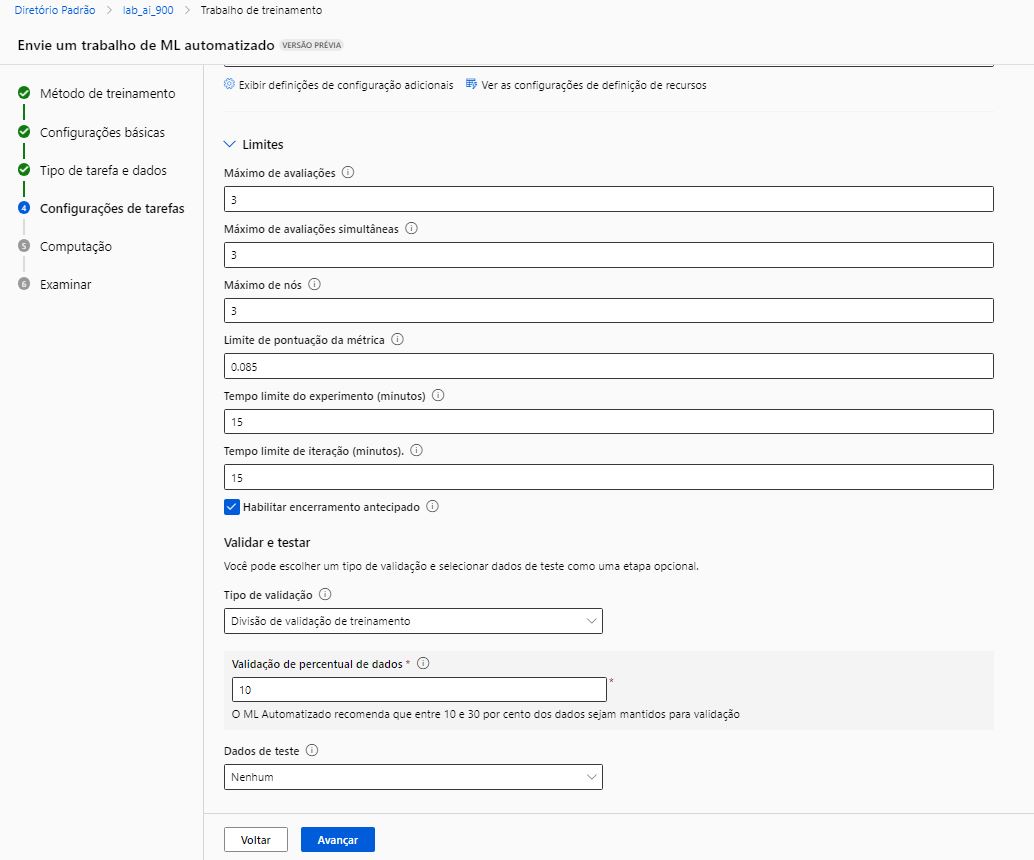 Diretório Padrão > lab_ai_900 > Trabalho de treinamento
Envie um trabalho de ML automatizado VERSÃO PRÉVIA
Método de treinamento
Configurações básicas
Tipo de tarefa e dados
4 Configurações de tarefas
5 Computação
6 Examinar
Exibir definições de configuração adicionais Ver as configurações de definição de recursos
Limites
Máximo de avaliações
3
Máximo de avaliações simultâneas
3
Máximo de nós
3
Limite de pontuação da métrica
0.085
Tempo limite do experimento (minutos)
15
Tempo limite de iteração (minutos).
15
Habilitar encerramento antecipado
Validar e testar
Você pode escolher um tipo de validação e selecionar dados de teste como uma etapa opcional.
Tipo de validação
Divisão de validação de treinamento
Validação de percentual de dados *
10 *
O ML Automatizado recomenda que entre 10 e 30 por cento dos dados sejam mantidos para validação
Dados de teste
Nenhum
Voltar Avançar